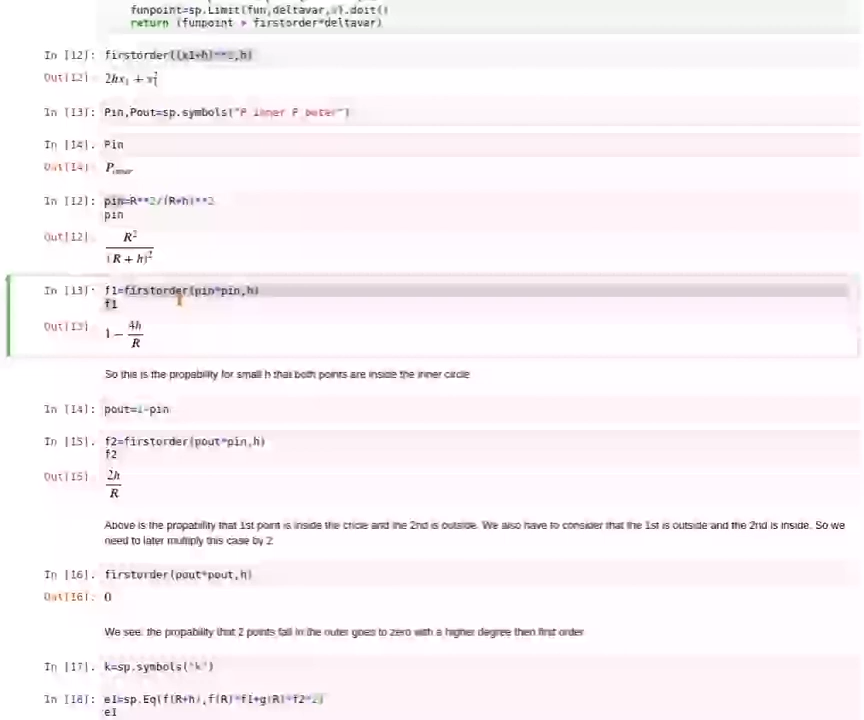 funpoint=sp.Limit(fun,deltavar,0).doit()
return (funpoint + firstorder*deltavar)
In [12]: firstorder((x1+h)**2,h)
Out[12]: 2hx₁ + x₁²
In [13]: Pin,Pout=sp.symbols("P_inner P_outer")
In [14]: Pin
Out[14]: P_inner
In [12]: pin=R**2/(R+h)**2
pin
Out[12]: R²
(R + h)²
In [13]: f1=firstorder(pin*pin,h)
f1
Out[13]: 1 − 4h
R
So this is the propability for small h that both points are inside the inner circle
In [14]: pout=1-pin
In [15]: f2=firstorder(pout*pin,h)
f2
Out[15]: 2h
R
Above is the propability that 1st point is inside the circle and the 2nd is outside. We also have to consider that the 1st is outside and the 2nd is inside. So we
need to later multiply this case by 2
In [16]: firstorder(pout*pout,h)
Out[16]: 0
We see: the propability that 2 points fall in the outer goes to zero with a higher degree then first order
In [17]: k=sp.symbols('k')
In [18]: e1=sp.Eq(f(R+h),f(R)*f1+g(R)*f2*2)
e1